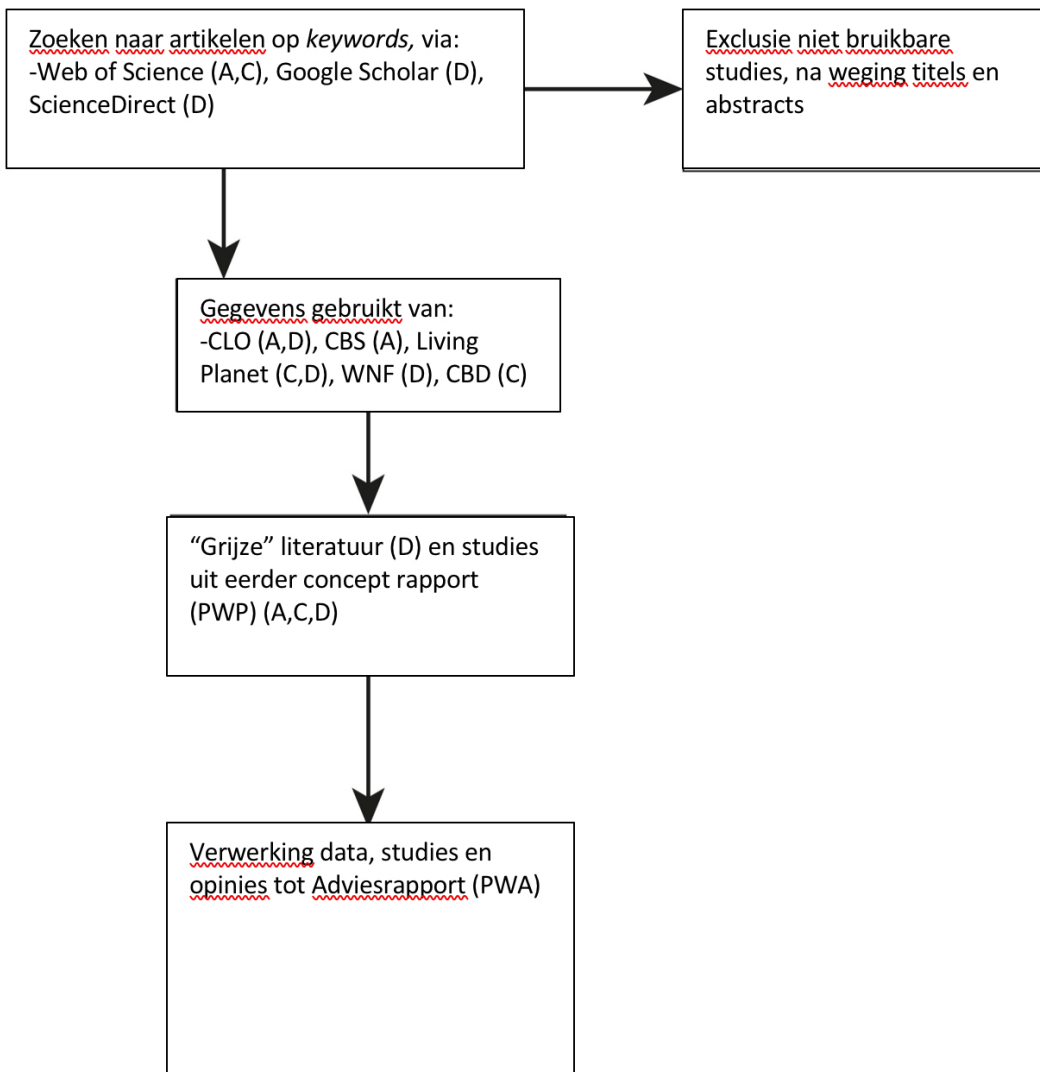 Zoeken naar artikelen op keywords, via:
-Web of Science (A,C), Google Scholar (D),
ScienceDirect (D)
Exclusie niet bruikbare
studies, na weging titels en
abstracts
Gegevens gebruikt van:
-CLO (A,D), CBS (A), Living
Planet (C,D), WNF (D), CBD (C)
“Grijze” literatuur (D) en studies
uit eerder concept rapport
(PWP) (A,C,D)
Verwerking data, studies en
opinies tot Adviesrapport (PWA)